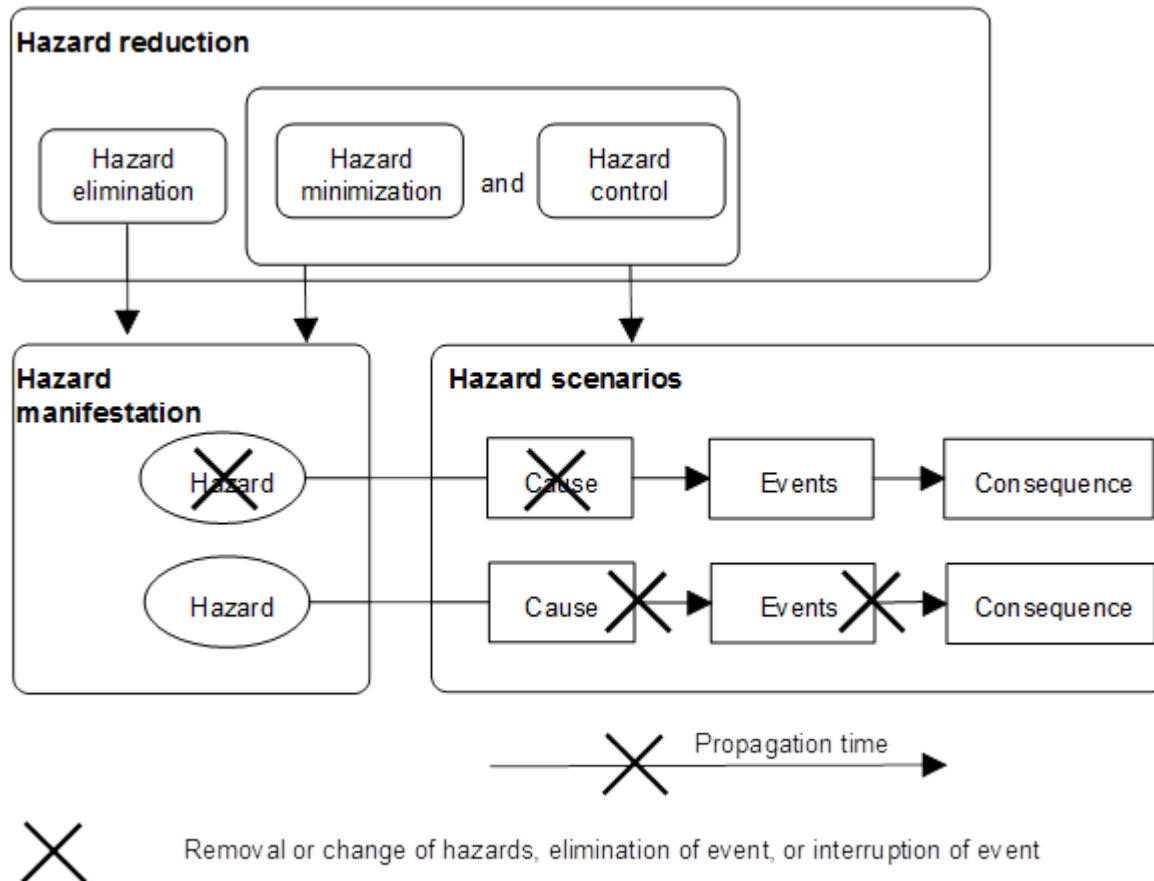 Hazard reduction
Hazard
elimination
Hazard
minimization
and
Hazard
control
Hazard
manifestation
Hazard scenarios
Hazard
Cause
Events
Consequence
Hazard
Cause
Events
Consequence
Propagation time
Removal or change of hazards, elimination of event, or interruption of event